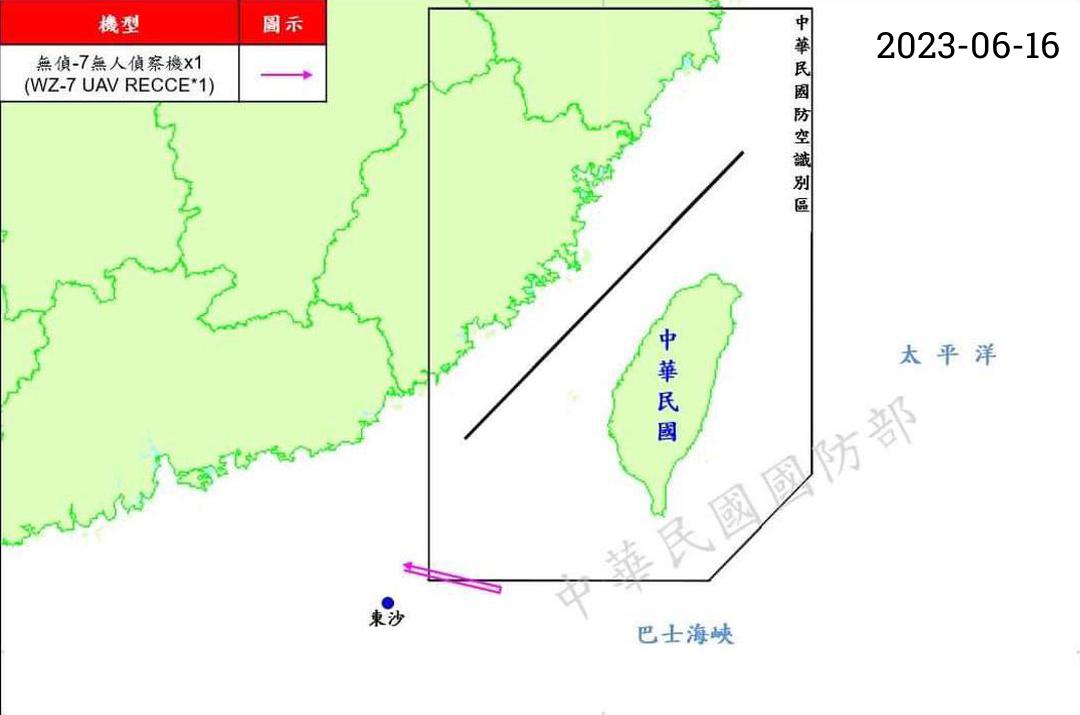 機型
圖示
無偵-7無人偵察機x1
(WZ-7 UAV RECCE*1)
2023-06-16
中華民國防空識別區
中華民國
太平洋
中華民國國防部
東沙
巴士海峽